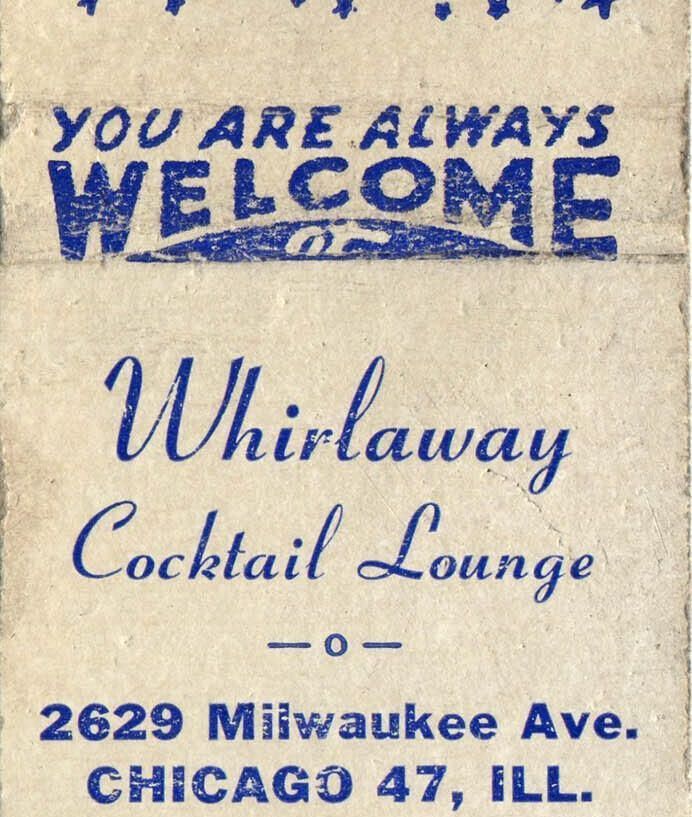 YOU ARE ALWAYS
WELCOME
Whirlaway
Cocktail Lounge
— o —
2629 Milwaukee Ave.
CHICAGO 47, ILL.